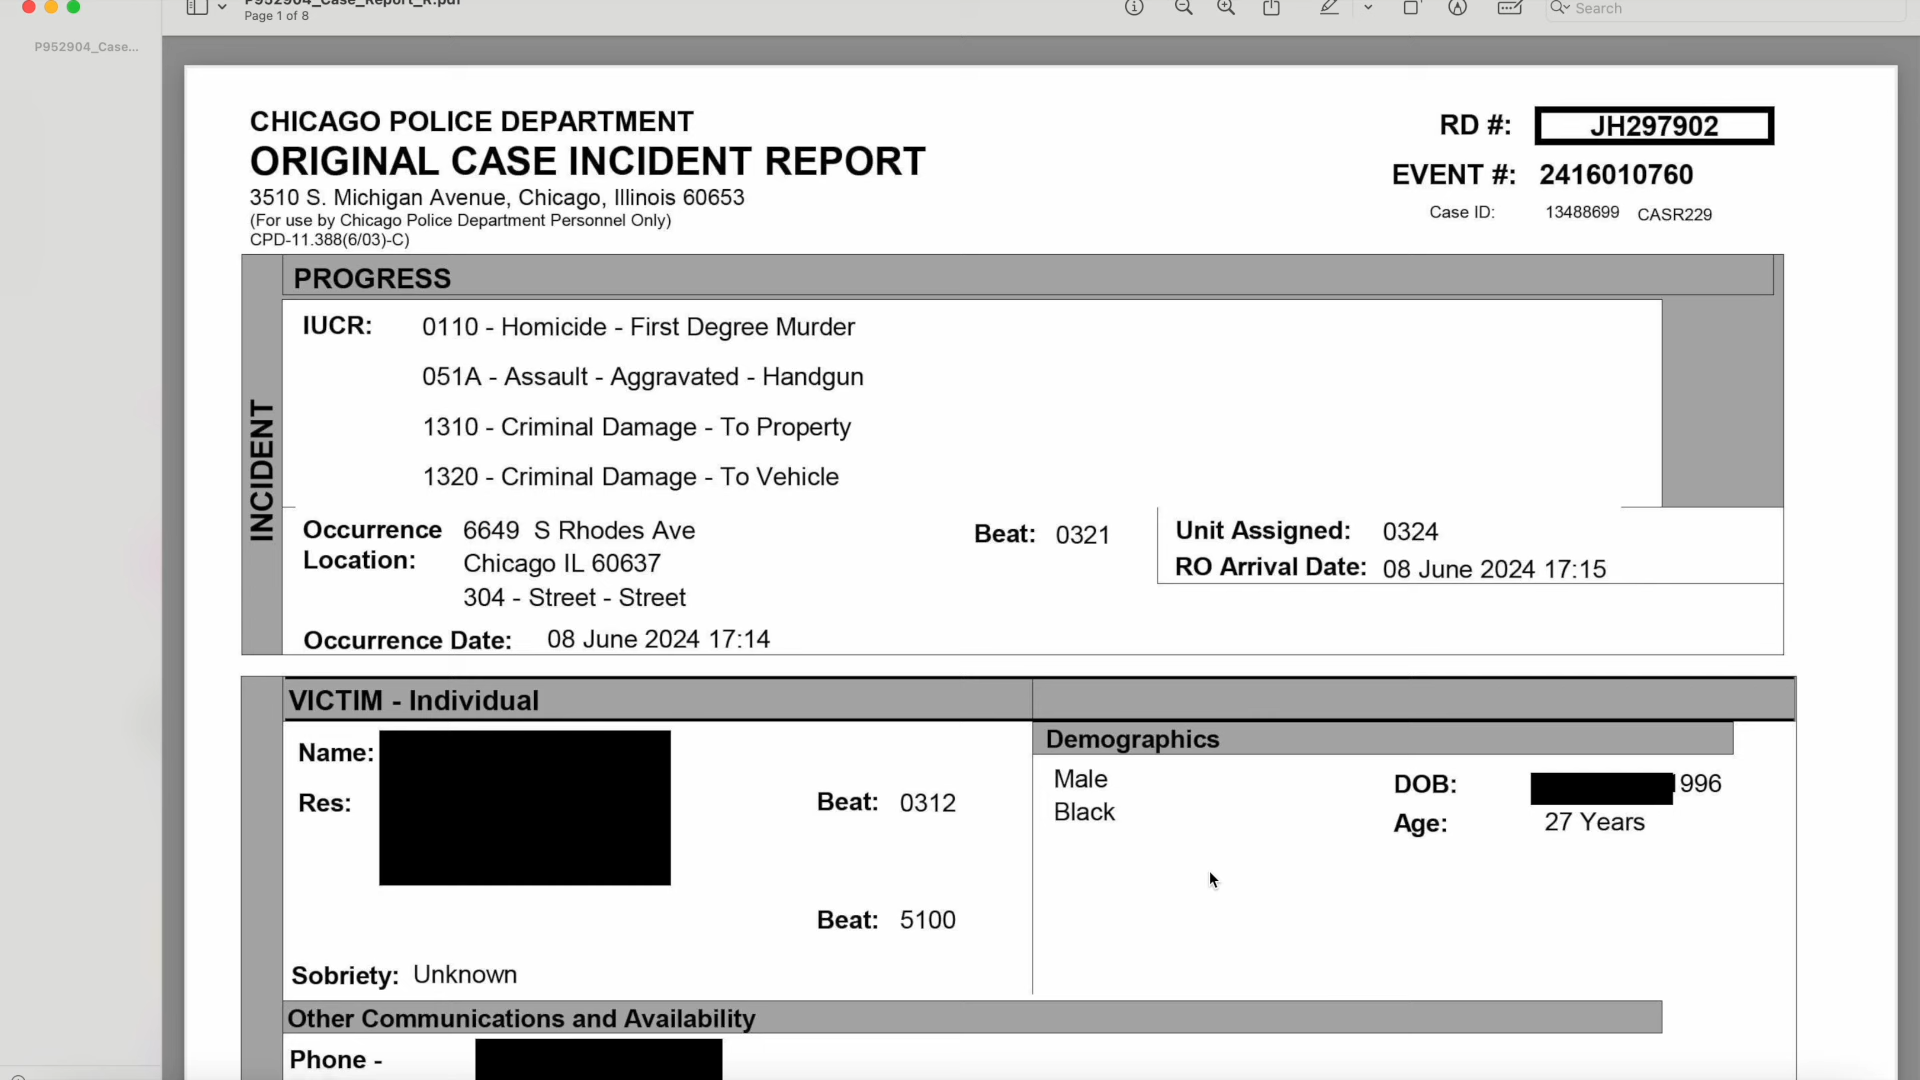 P952904_Case_Report_R.pdf
Page 1 of 8
Search
P952904_Case...
CHICAGO POLICE DEPARTMENT
ORIGINAL CASE INCIDENT REPORT
3510 S. Michigan Avenue, Chicago, Illinois 60653
(For use by Chicago Police Department Personnel Only)
CPD-11.388(6/03)-C)
RD #: JH297902
EVENT #: 2416010760
Case ID: 13488699 CASR229
INCIDENT
PROGRESS
IUCR: 0110 - Homicide - First Degree Murder
051A - Assault - Aggravated - Handgun
1310 - Criminal Damage - To Property
1320 - Criminal Damage - To Vehicle
Occurrence Location: 6649 S Rhodes Ave
Chicago IL 60637
304 - Street - Street
Beat: 0321
Unit Assigned: 0324
RO Arrival Date: 08 June 2024 17:15
Occurrence Date: 08 June 2024 17:14
VICTIM - Individual
Name:
Res:
Beat: 0312
Beat: 5100
Sobriety: Unknown
Demographics
Male
Black
DOB: 996
Age: 27 Years
Other Communications and Availability
Phone -